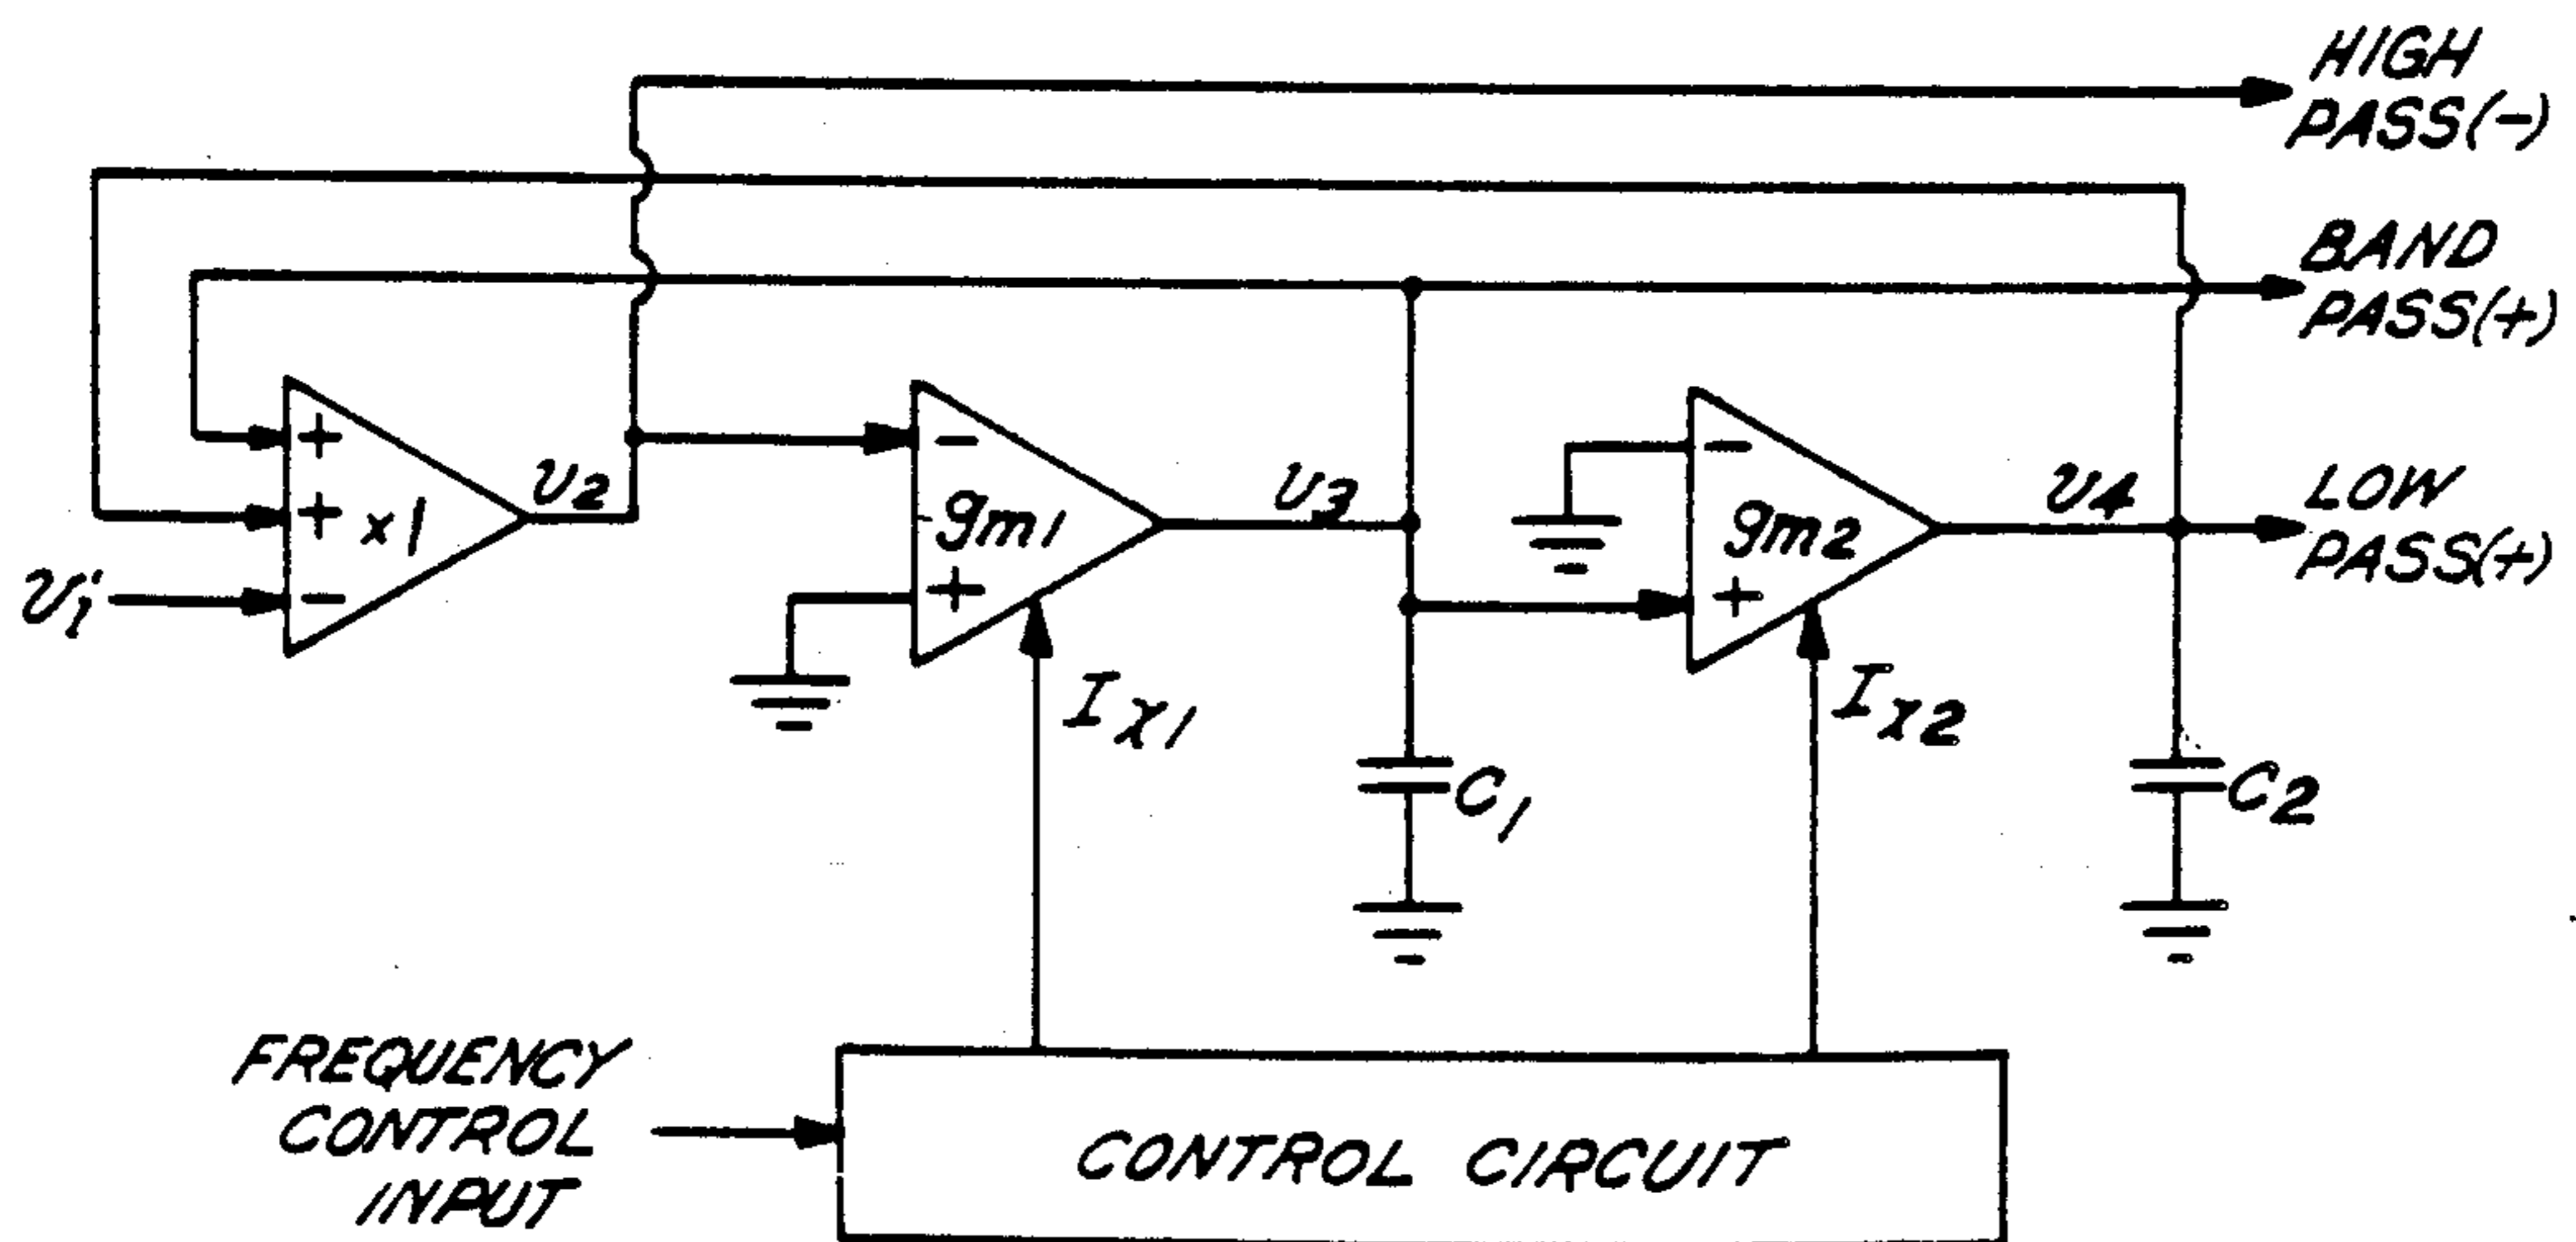 HIGH
PASS(-)
BAND
PASS(+)
+
+ x1
-
vi
v2
-
gm1
+
v3
-
gm2
+
v4
LOW
PASS(+)
IX1
IX2
C1
C2
FREQUENCY
CONTROL
INPUT
CONTROL CIRCUIT